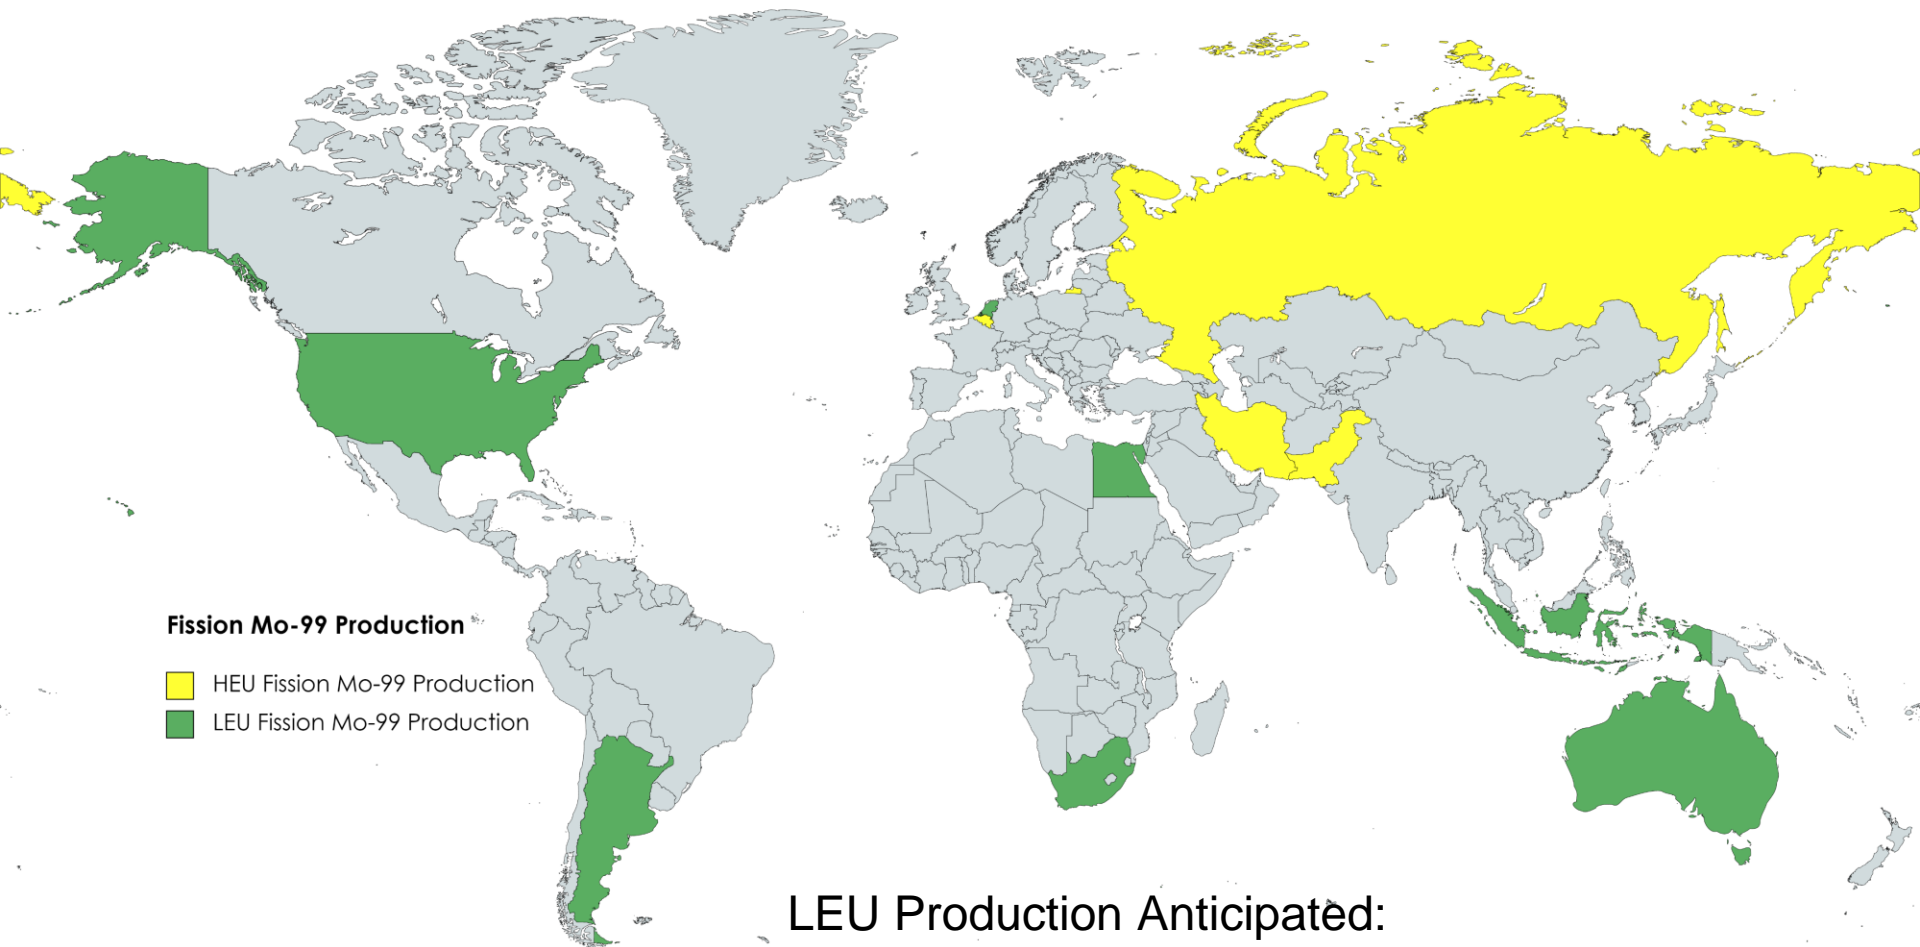 Fission Mo-99 Production
HEU Fission Mo-99 Production
LEU Fission Mo-99 Production
LEU Production Anticipated: